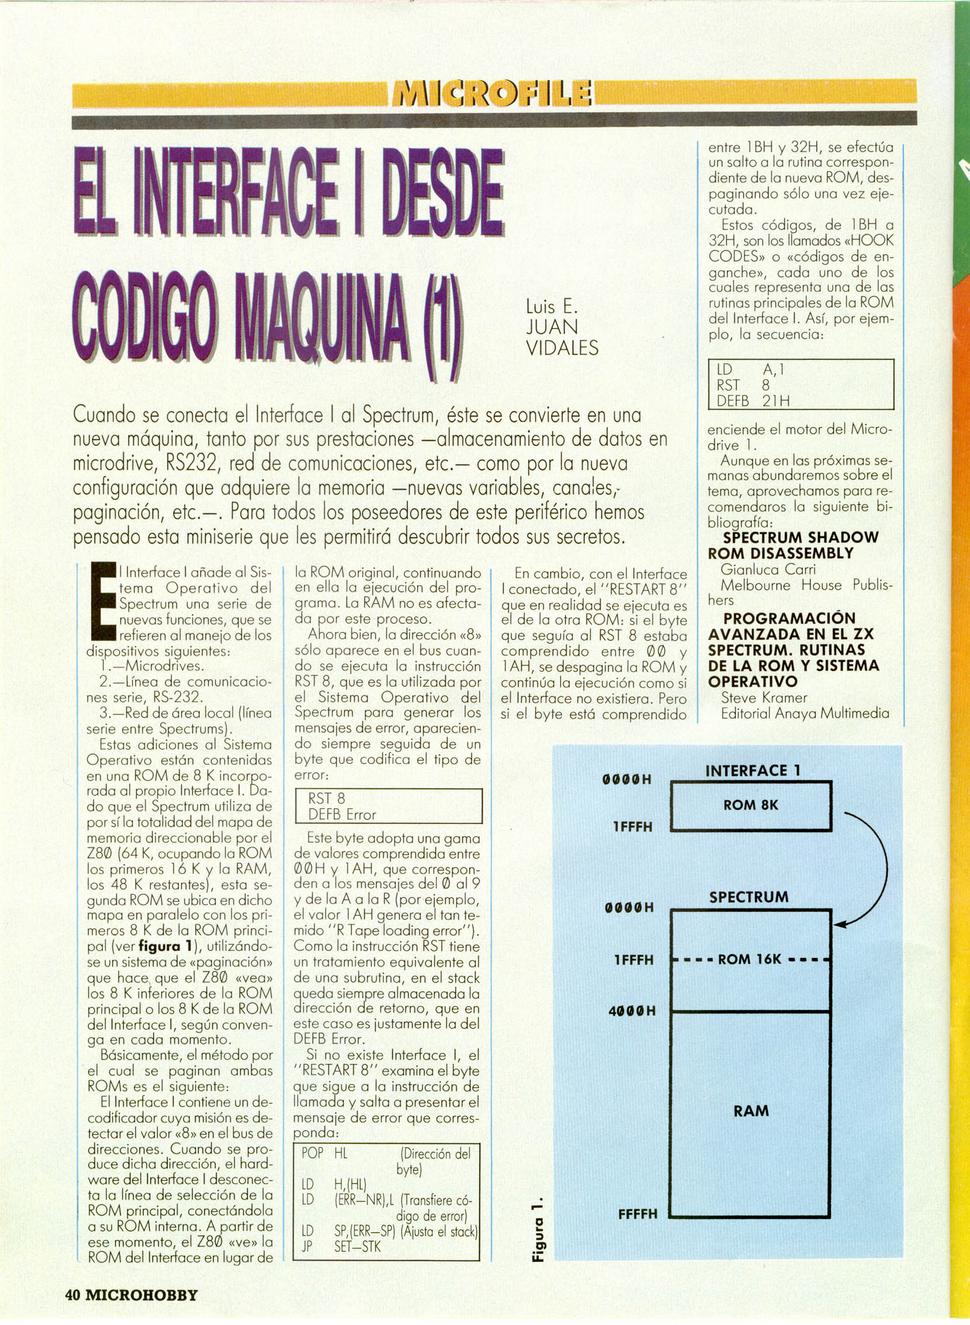 MICROFILE
EL INTERFACE I DESDE
CODIGO MAQUINA (1)
Luis E.
JUAN
VIDALES
Cuando se conecta el Interface I al Spectrum, éste se convierte en una
nueva máquina, tanto por sus prestaciones —almacenamiento de datos en
microdrive, RS232, red de comunicaciones, etc.— como por la nueva
configuración que adquiere la memoria —nuevas variables, canales,
paginación, etc.—. Para todos los poseedores de este periférico hemos
pensado esta miniserie que les permitirá descubrir todos sus secretos.
El Interface I añade al Sis-
tema Operativo del
Spectrum una serie de
nuevas funciones, que se
refieren al manejo de los
dispositivos siguientes:
1.—Microdrives.
2.—Línea de comunicacio-
nes serie, RS-232.
3.—Red de área local (línea
serie entre Spectrums).
Estas adiciones al Sistema
Operativo están contenidas
en una ROM de 8 K incorpo-
rada al propio Interface I. Da-
do que el Spectrum utiliza de
por sí la totalidad del mapa de
memoria direccionable por el
Z80 (64 K, ocupando la ROM
los primeros 16 K y la RAM,
los 48 K restantes), esta se-
gunda ROM se ubica en dicho
mapa en paralelo con los pri-
meros 8 K de la ROM princi-
pal (ver figura 1), utilizándo-
se un sistema de «paginación»
que hace que el Z80 «vea»
los 8 K inferiores de la ROM
principal o los 8 K de la ROM
del Interface I, según conven-
ga en cada momento.
Básicamente, el método por
el cual se paginan ambas
ROMs es el siguiente:
El Interface I contiene un de-
codificador cuya misión es de-
tectar el valor «8» en el bus de
direcciones. Cuando se pro-
duce dicha dirección, el hard-
ware del Interface I desconec-
ta la línea de selección de la
ROM principal, conectándola
a su ROM interna. A partir de
ese momento, el Z80 «ve» la
ROM del Interface en lugar de
la ROM original, continuando
en ella la ejecución del pro-
grama. La RAM no es afecta-
da por este proceso.
Ahora bien, la dirección «8»
sólo aparece en el bus cuan-
do se ejecuta la instrucción
RST 8, que es la utilizada por
el Sistema Operativo del
Spectrum para generar los
mensajes de error, aparecien-
do siempre seguida de un
byte que codifica el tipo de
error:
RST 8
DEFB Error
Este byte adopta una gama
de valores comprendida entre
00H y 1AH, que correspon-
den a los mensajes del 0 al 9
y de la A a la R (por ejemplo,
el valor 1AH genera el tan te-
mido "R Tape loading error").
Como la instrucción RST tiene
un tratamiento equivalente al
de una subrutina, en el stack
queda siempre almacenada la
dirección de retorno, que en
este caso es justamente la del
DEFB Error.
Si no existe Interface I, el
"RESTART 8" examina el byte
que sigue a la instrucción de
llamada y salta a presentar el
mensaje de error que corres-
ponda:
POP HL (Dirección del
byte)
LD H,(HL)
LD (ERR—NR),L (Transfiere có-
digo de error)
LD SP,(ERR—SP) (Ajusta el stack)
JP SET—STK
En cambio, con el Interface
I conectado, el "RESTART 8"
que en realidad se ejecuta es
el de la otra ROM: si el byte
que seguía al RST 8 estaba
comprendido entre 00 y
1AH, se despagina la ROM y
continúa la ejecución como si
el Interface no existiera. Pero
si el byte está comprendido
entre 1BH y 32H, se efectúa
un salto a la rutina correspon-
diente de la nueva ROM, des-
paginando sólo una vez eje-
cutada.
Estos códigos, de 1BH a
32H, son los llamados «HOOK
CODES» o «códigos de en-
ganche», cada uno de los
cuales representa una de las
rutinas principales de la ROM
del Interface I. Así, por ejem-
plo, la secuencia:
LD A,1
RST 8
DEFB 21H
enciende el motor del Micro-
drive 1.
Aunque en las próximas se-
manas abundaremos sobre el
tema, aprovechamos para re-
comendaros la siguiente bi-
bliografía:
SPECTRUM SHADOW
ROM DISASSEMBLY
Gianluca Carri
Melbourne House Publis-
hers
PROGRAMACIÓN
AVANZADA EN EL ZX
SPECTRUM. RUTINAS
DE LA ROM Y SISTEMA
OPERATIVO
Steve Kramer
Editorial Anaya Multimedia
INTERFACE 1
0000H
ROM 8K
1FFFH
SPECTRUM
0000H
1FFFH
ROM 16K
4000H
RAM
FFFFH
Figura 1.
40 MICROHOBBY